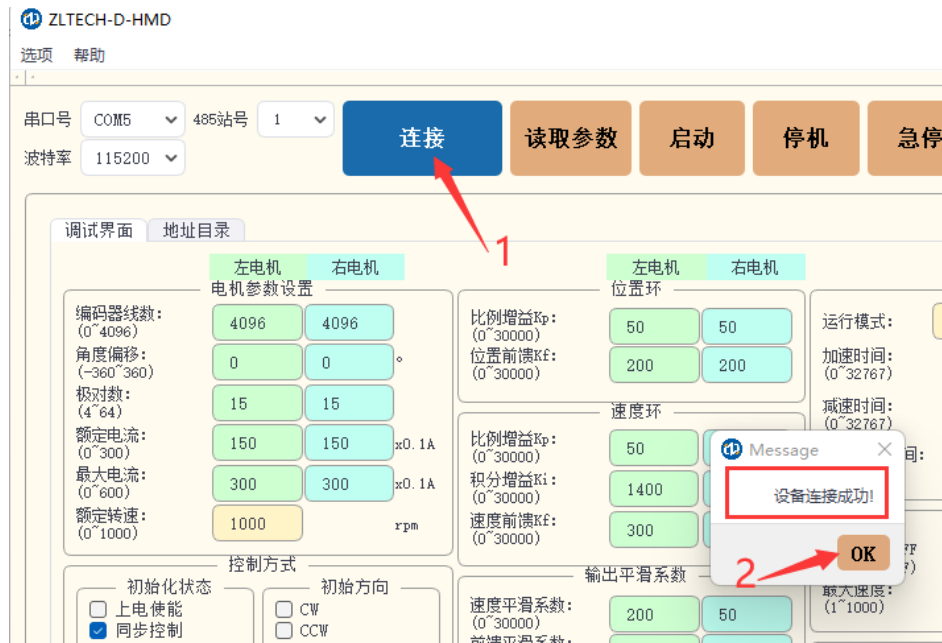 ZLTECH-D-HMD
选项 帮助
串口号 COM5 485站号 1
波特率 115200
连接 读取参数 启动 停机 急停
1
调试界面 地址目录
左电机 右电机
电机参数设置
编码器线数:
(0~4096) 4096 4096
角度偏移:
(-360~360) 0 0 °
极对数:
(4~64) 15 15
额定电流:
(0~300) 150 150 x0.1A
最大电流:
(0~600) 300 300 x0.1A
额定转速:
(0~1000) 1000 rpm
控制方式
初始化状态
上电使能
同步控制
初始方向
CW
CCW
左电机 右电机
位置环
比例增益Kp:
(0~30000) 50 50
位置前馈Kf:
(0~30000) 200 200
速度环
比例增益Kp:
(0~30000) 50
积分增益Ki:
(0~30000) 1400
速度前馈Kf:
(0~30000) 300
输出平滑系数
速度平滑系数:
(0~30000) 200 50
运行模式:
加速时间:
(0~32767)
减速时间:
(0~32767)
间:
Message
设备连接成功!
2
OK
最大速度:
(1~1000)